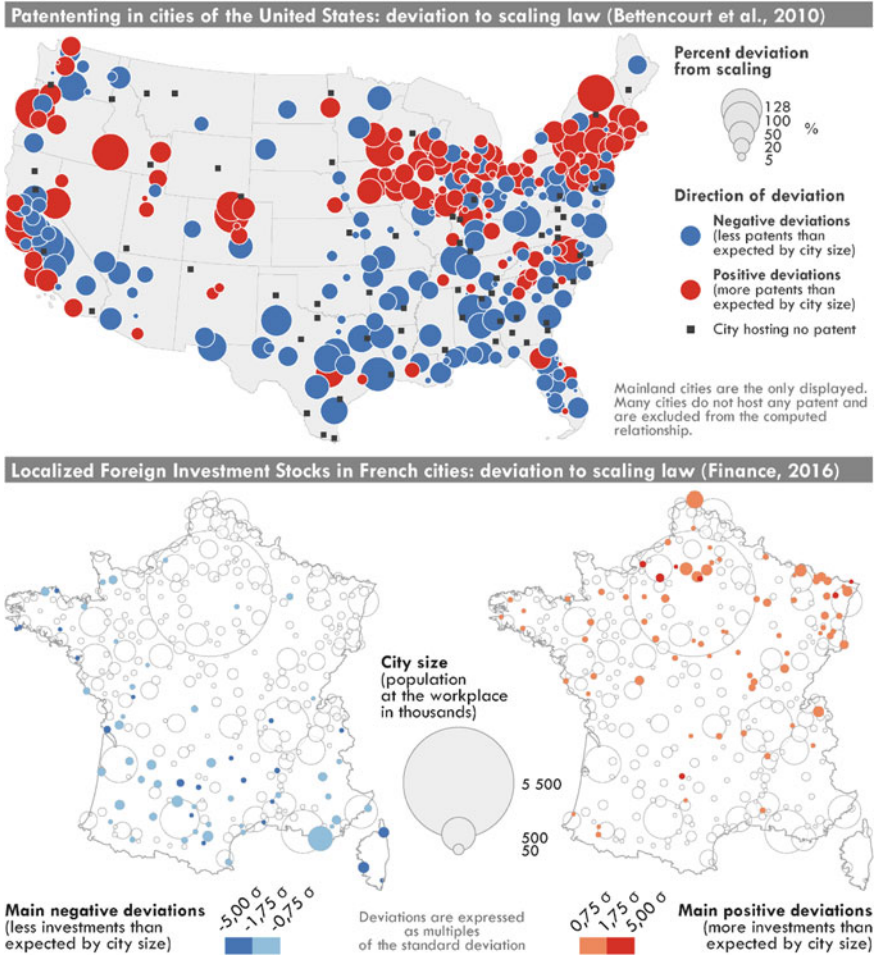 Patententing in cities of the United States: deviation to scaling law (Bettencourt et al., 2010)
Percent deviation
from scaling
128
100
50
20
5
%
Direction of deviation
Negative deviations
(less patents than
expected by city size)
Positive deviations
(more patents than
expected by city size)
City hosting no patent
Mainland cities are the only displayed.
Many cities do not host any patent and
are excluded from the computed
relationship.
Localized Foreign Investment Stocks in French cities: deviation to scaling law (Finance, 2016)
City size
(population
at the workplace
in thousands)
5 500
500
50
Main negative deviations
(less investments than
expected by city size)
-5,00 σ
-1,75 σ
-0,75 σ
Deviations are expressed
as multiples
of the standard deviation
0,75 σ
1,75 σ
5,00 σ
Main positive deviations
(more investments than
expected by city size)